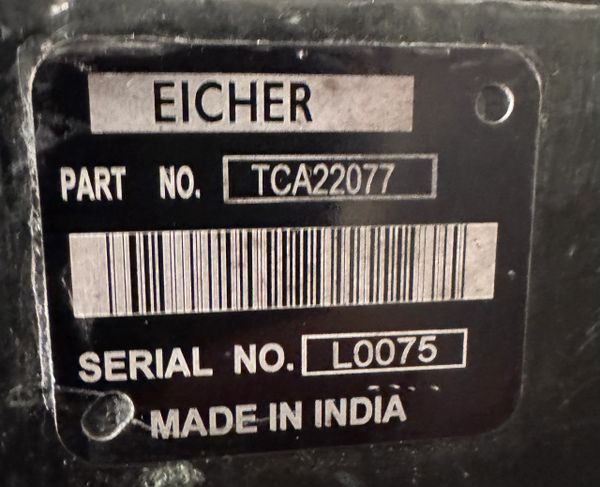 EICHER
PART NO. TCA22077
SERIAL NO. L0075
MADE IN INDIA